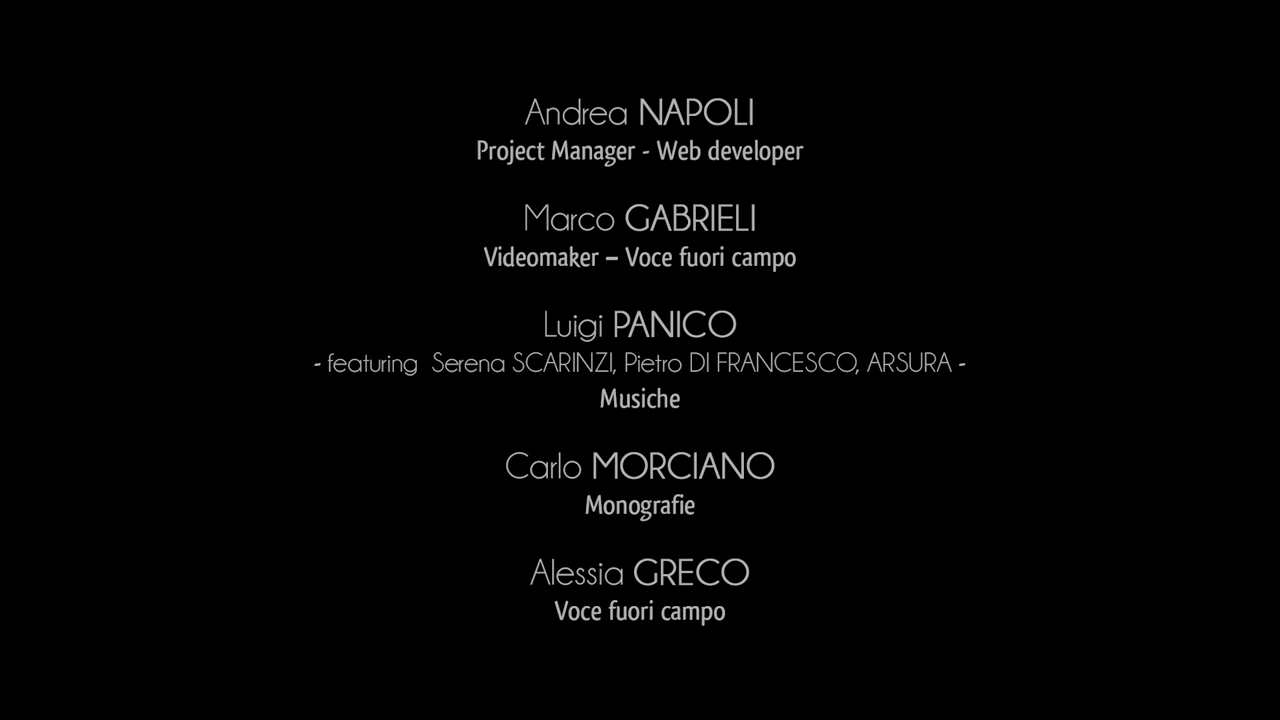 Andrea NAPOLI
Project Manager - Web developer
Marco GABRIELI
Videomaker – Voce fuori campo
Luigi PANICO
- featuring Serena SCARINZI, Pietro DI FRANCESCO, ARSURA -
Musiche
Carlo MORCIANO
Monografie
Alessia GRECO
Voce fuori campo